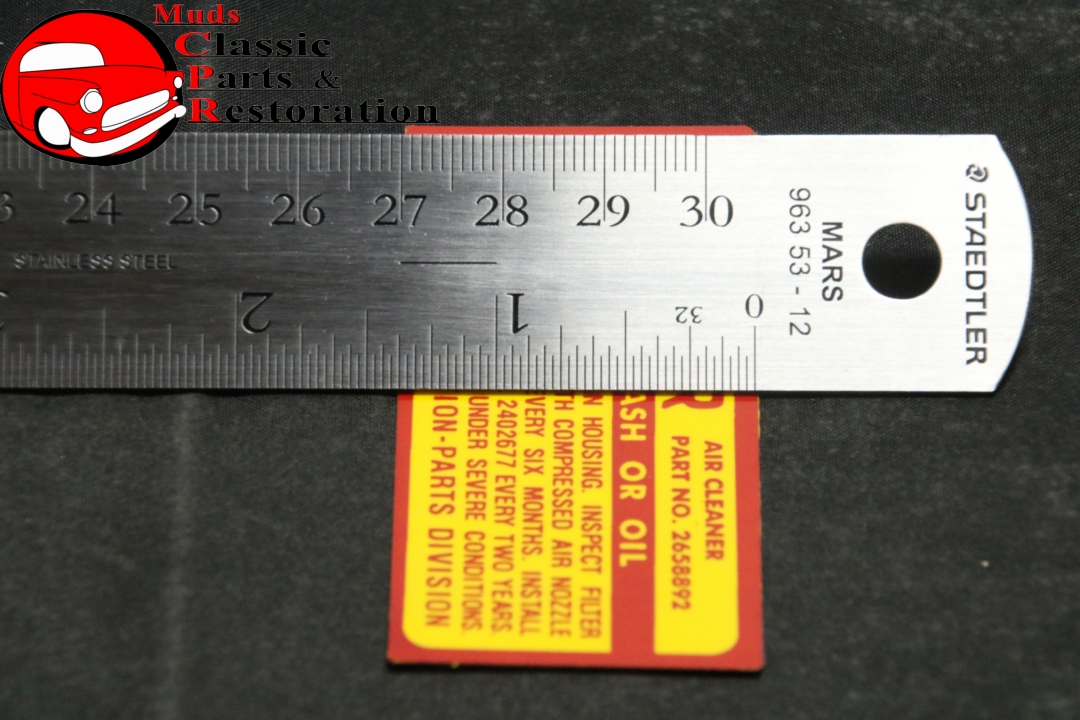 Muds
Classic
Parts &
Restoration
24 25 26 27 28 29 30
STAINLESS STEEL
2 1 32 0
MARS
963 53 - 12
STAEDTLER
AIR CLEANER
PART NO. 2658892
ASH OR OIL
N HOUSING. INSPECT FILTER
H COMPRESSED AIR NOZZLE
VERY SIX MONTHS. INSTALL
2402677 EVERY TWO YEARS.
UNDER SEVERE CONDITIONS.
ION-PARTS DIVISION